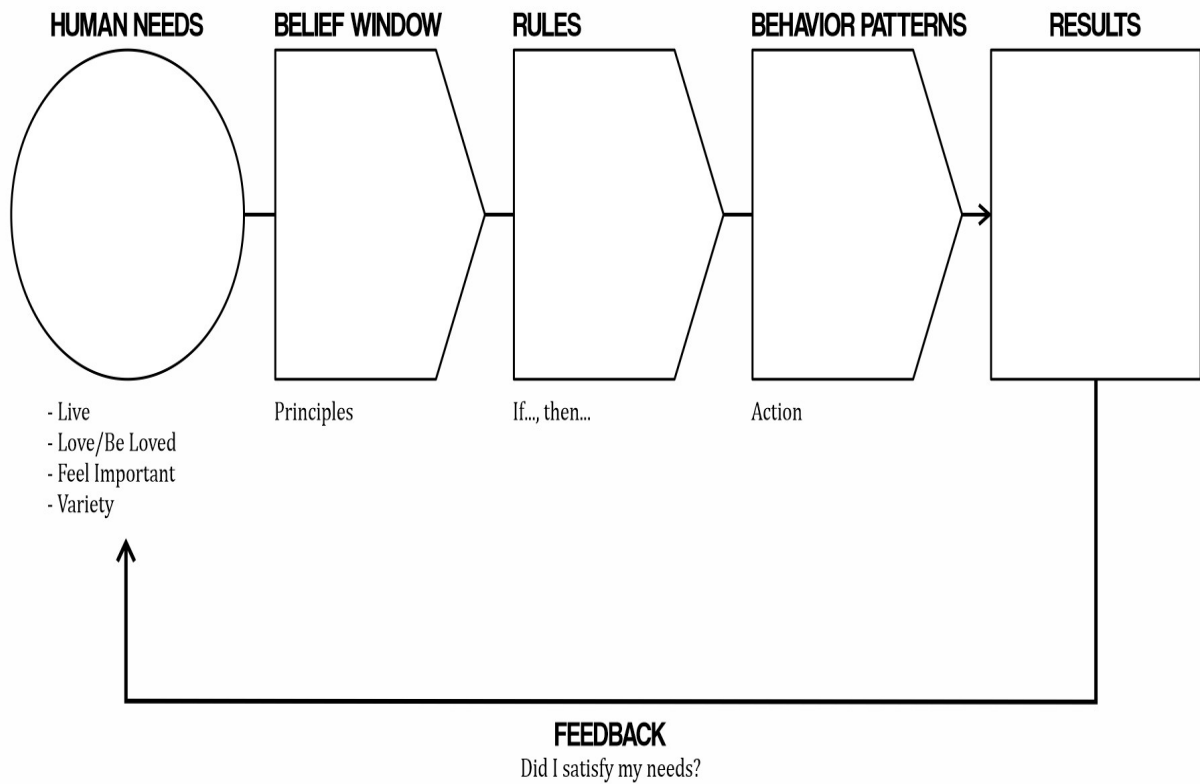 HUMAN NEEDS
BELIEF WINDOW
RULES
BEHAVIOR PATTERNS
RESULTS
- Live
- Love/Be Loved
- Feel Important
- Variety
Principles
If..., then...
Action
FEEDBACK
Did I satisfy my needs?